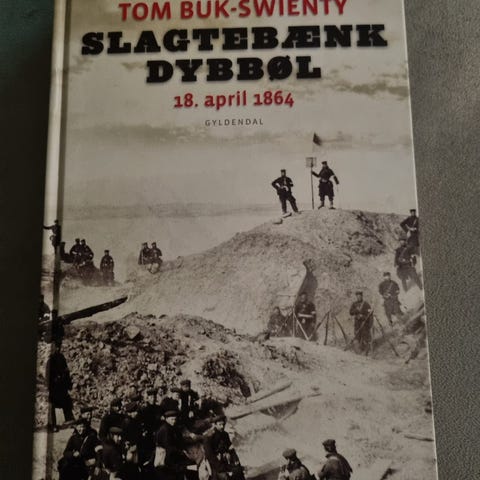 TOM BUK-SWIENTY
SLAGTEBÆNK
DYBBØL
18. april 1864
GYLDENDAL